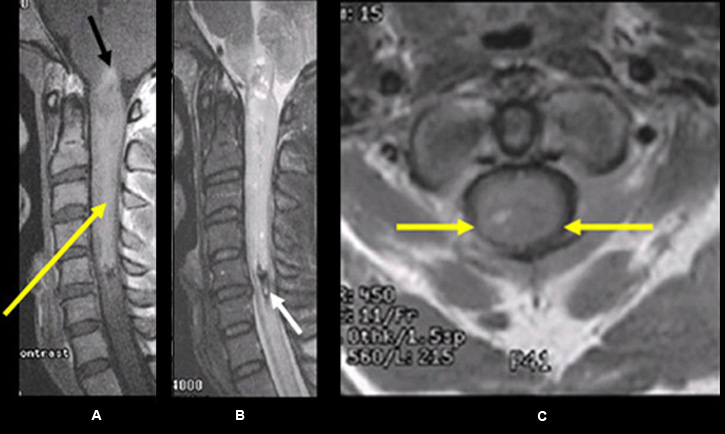 : 15
ontrast
4000
: 450
: 11/Fr
0thk/1.5sp
560/L: 215
P41
A
B
C